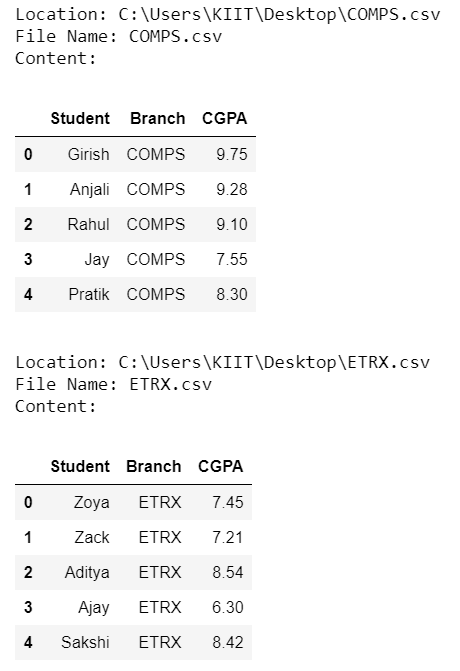 Location: C:\Users\KIIT\Desktop\COMPS.csv
File Name: COMPS.csv
Content:
Student Branch CGPA
0 Girish COMPS 9.75
1 Anjali COMPS 9.28
2 Rahul COMPS 9.10
3 Jay COMPS 7.55
4 Pratik COMPS 8.30
Location: C:\Users\KIIT\Desktop\ETRX.csv
File Name: ETRX.csv
Content:
Student Branch CGPA
0 Zoya ETRX 7.45
1 Zack ETRX 7.21
2 Aditya ETRX 8.54
3 Ajay ETRX 6.30
4 Sakshi ETRX 8.42